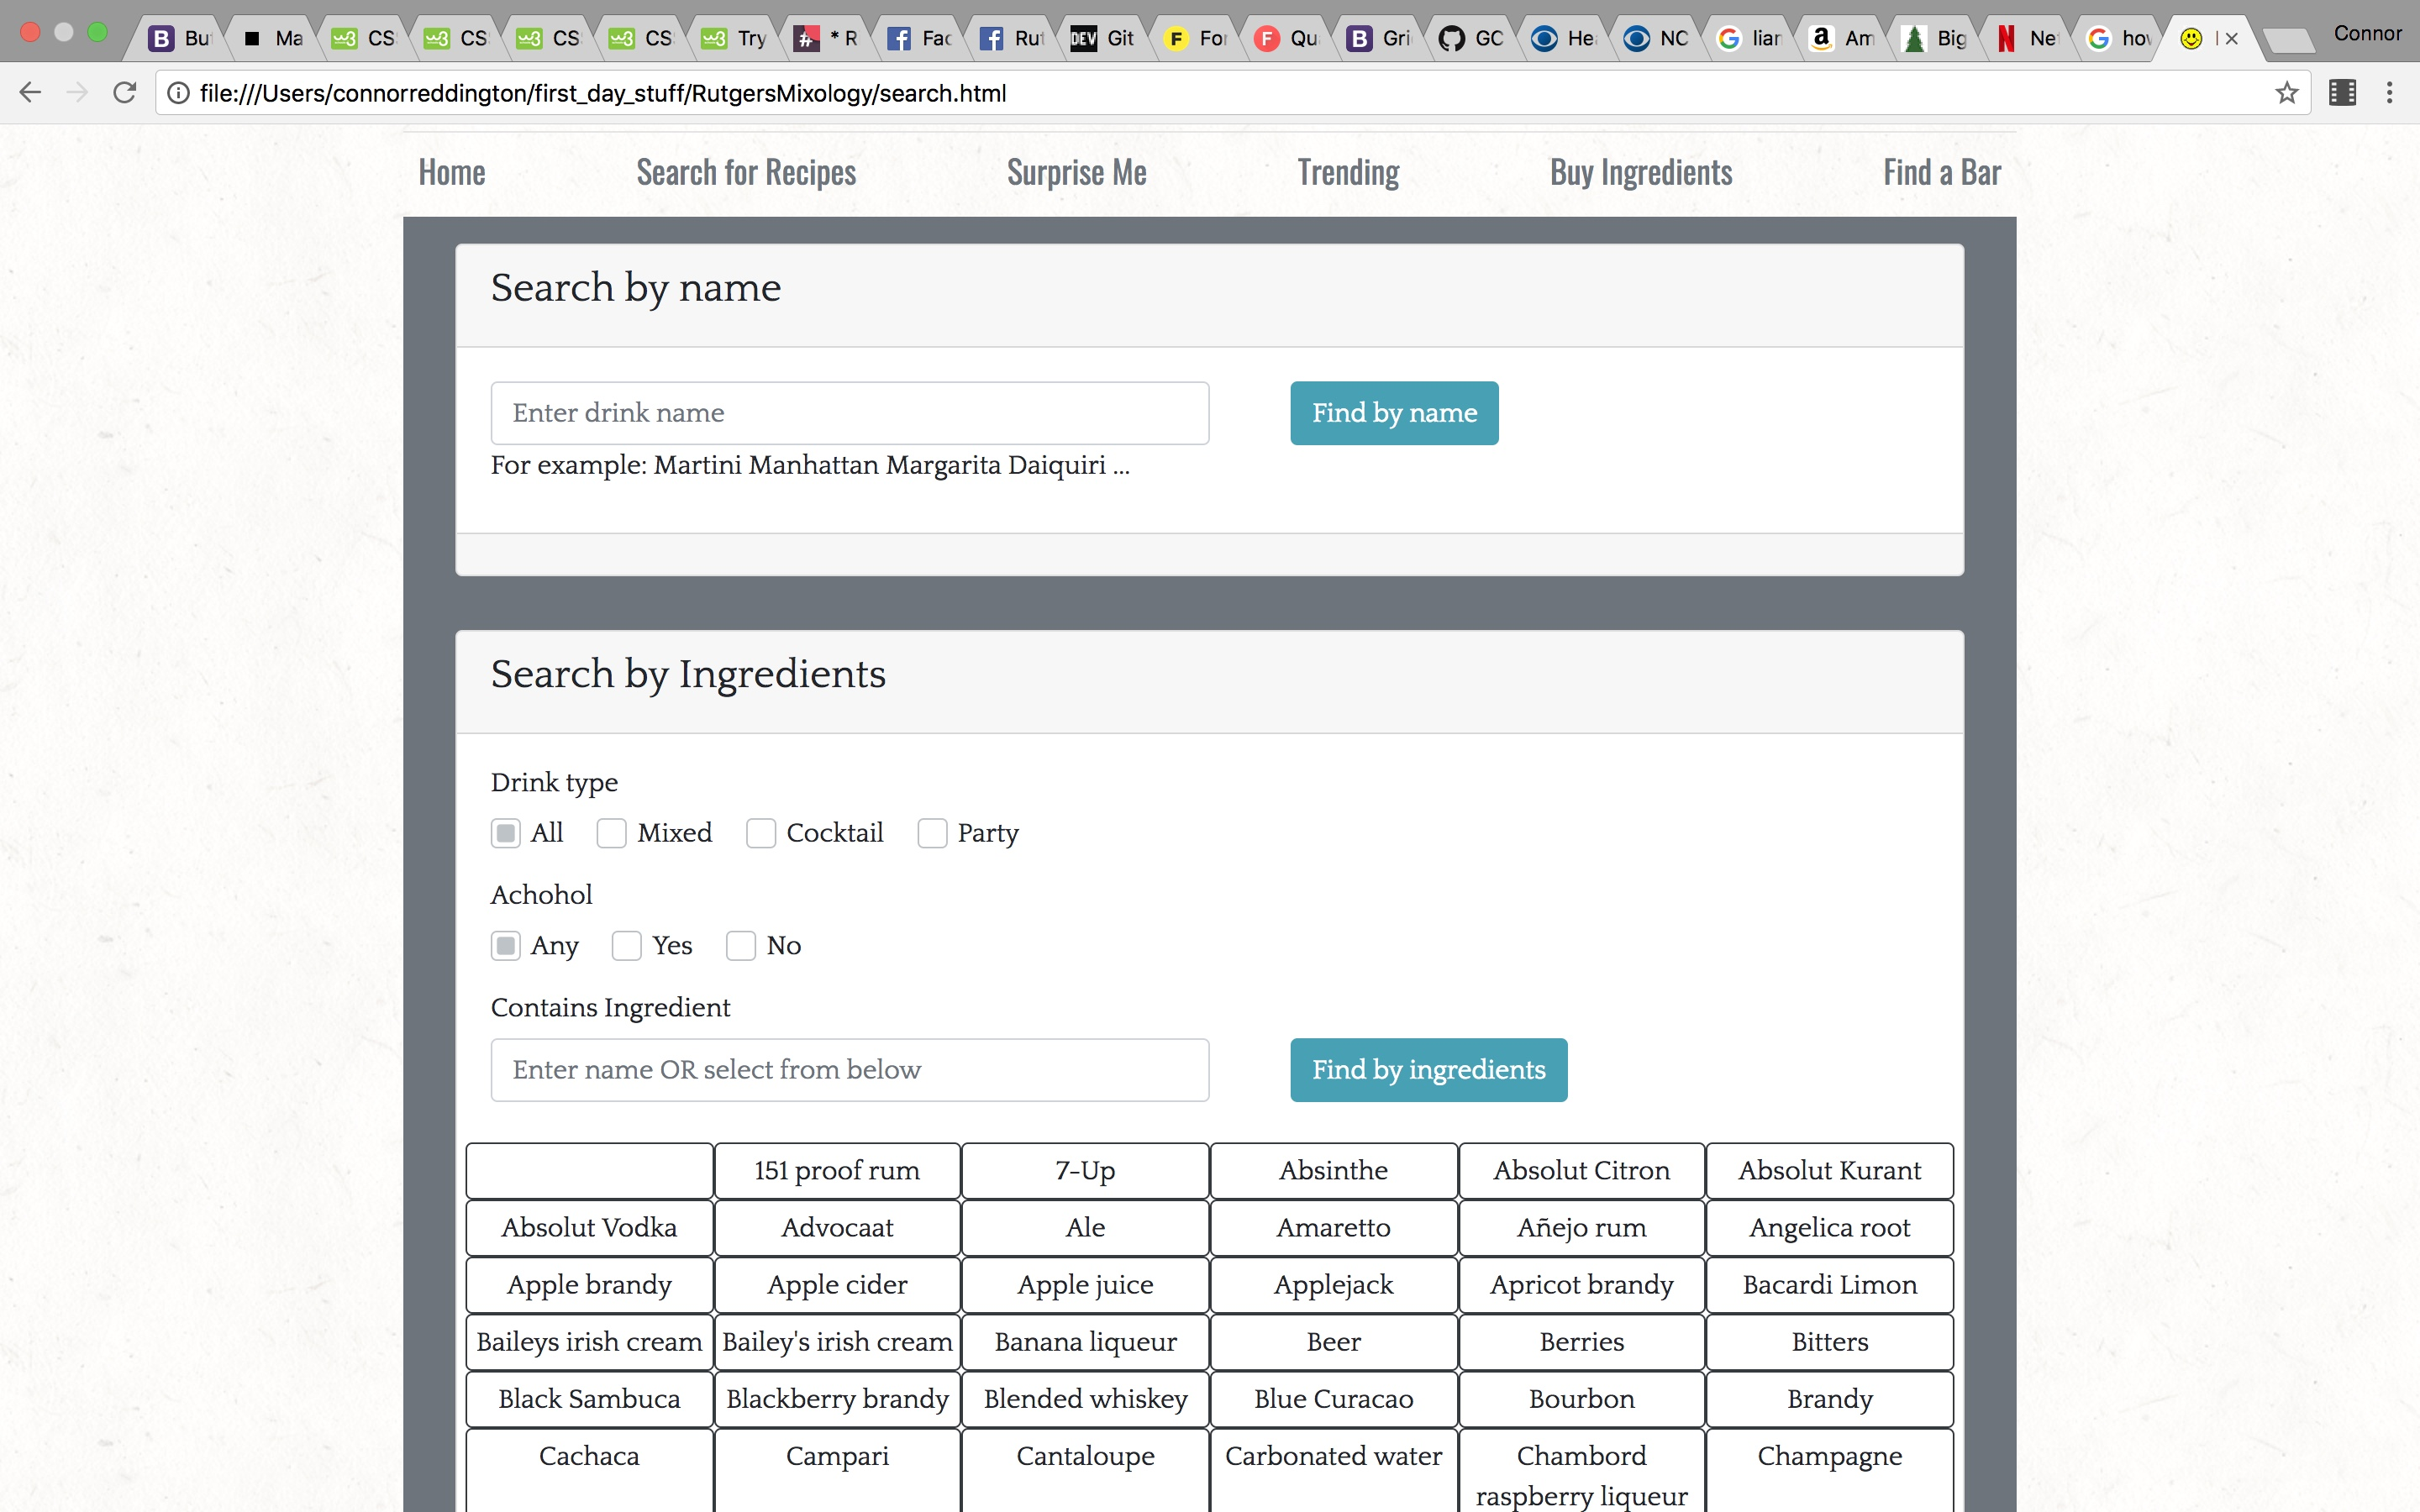 But Ma CS CS CS CS Try * R Fac Rut DEV Git For Qu Gri GC Hea NC lian Am Big Net how Connor
file:///Users/connorreddington/first_day_stuff/RutgersMixology/search.html
Home Search for Recipes Surprise Me Trending Buy Ingredients Find a Bar
Search by name
Enter drink name Find by name
For example: Martini Manhattan Margarita Daiquiri ...
Search by Ingredients
Drink type
All Mixed Cocktail Party
Achohol
Any Yes No
Contains Ingredient
Enter name OR select from below Find by ingredients
151 proof rum 7-Up Absinthe Absolut Citron Absolut Kurant
Absolut Vodka Advocaat Ale Amaretto Añejo rum Angelica root
Apple brandy Apple cider Apple juice Applejack Apricot brandy Bacardi Limon
Baileys irish cream Bailey's irish cream Banana liqueur Beer Berries Bitters
Black Sambuca Blackberry brandy Blended whiskey Blue Curacao Bourbon Brandy
Cachaca Campari Cantaloupe Carbonated water Chambord Champagne
raspberry liqueur